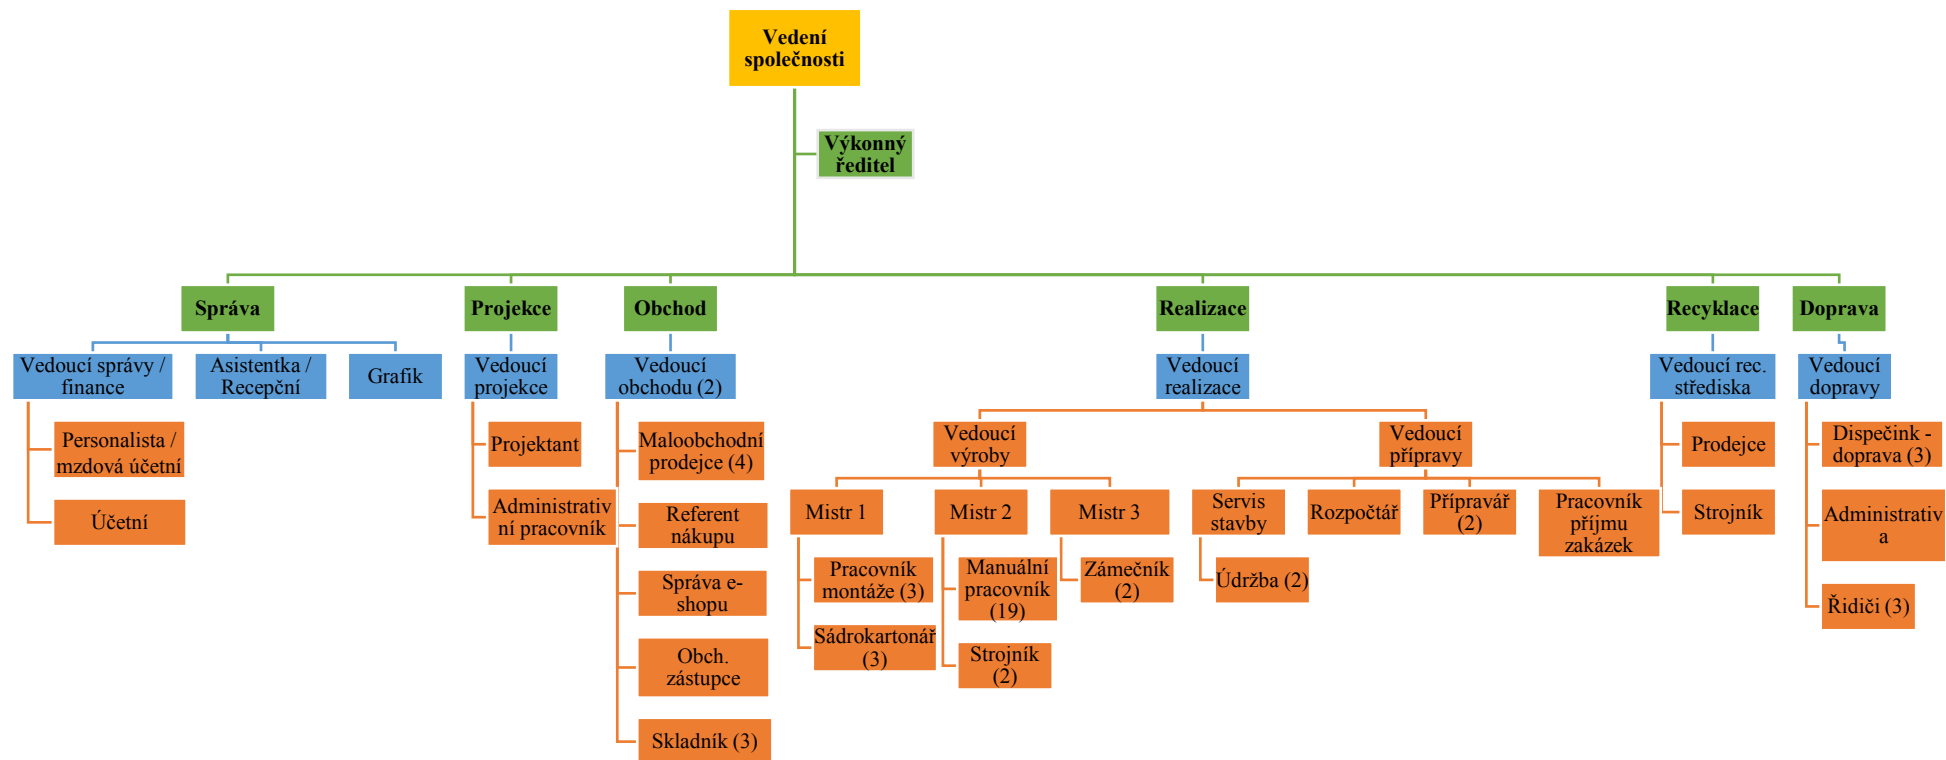 Vedení
společnosti
Výkonný
ředitel
Správa
Projekce
Obchod
Realizace
Recyklace
Doprava
Vedoucí správy /
finance
Asistentka /
Recepční
Grafik
Vedoucí
projekce
Vedoucí
obchodu (2)
Vedoucí
realizace
Vedoucí rec.
střediska
Vedoucí
dopravy
Personalista /
mzdová účetní
Účetní
Projektant
Administrativ
ní pracovník
Maloobchodní
prodejce (4)
Referent
nákupu
Správa e-
shopu
Obch.
zástupce
Skladník (3)
Vedoucí
výroby
Vedoucí
přípravy
Mistr 1
Mistr 2
Mistr 3
Servis
stavby
Rozpočtář
Přípravář
(2)
Pracovník
příjmu
zakázek
Pracovník
montáže (3)
Sádrokartonář
(3)
Manuální
pracovník
(19)
Strojník
(2)
Zámečník
(2)
Údržba (2)
Prodejce
Strojník
Dispečink -
doprava (3)
Administrativ
a
Řidiči (3)